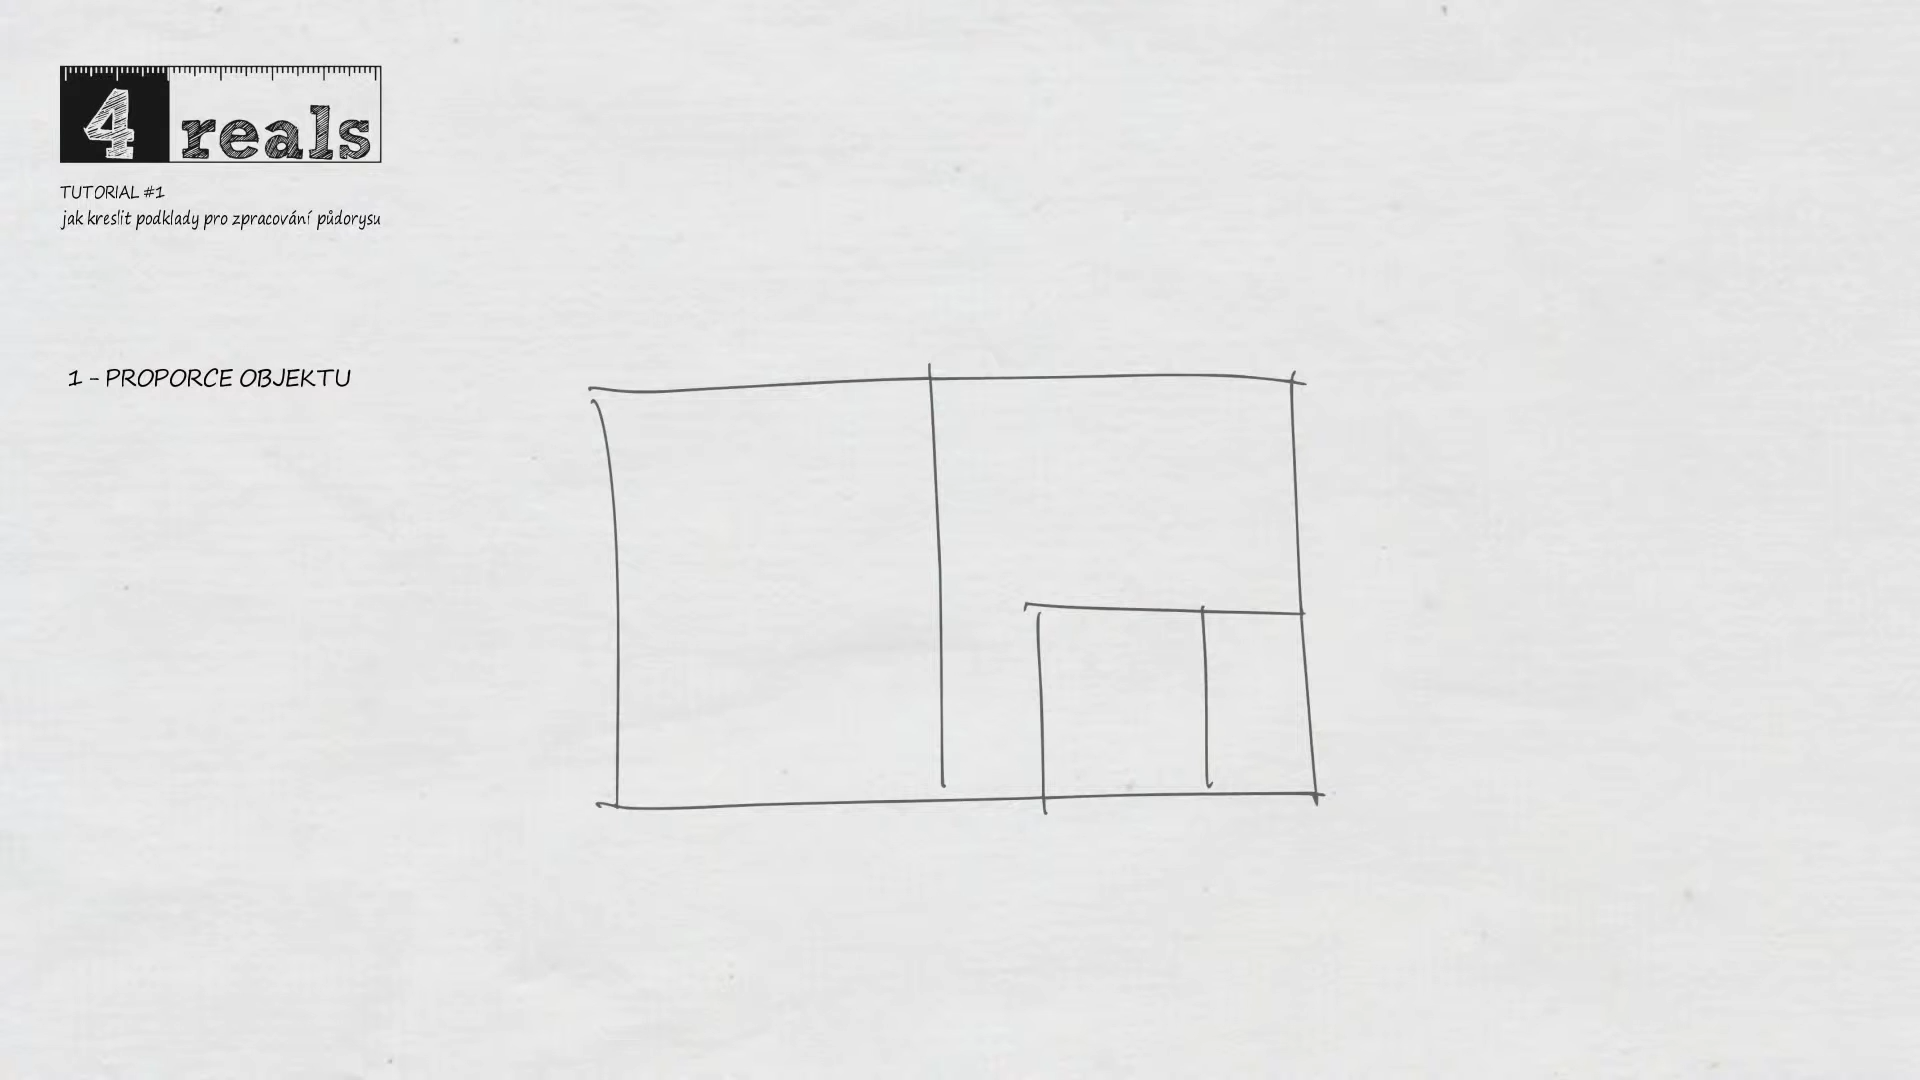 4 reals
TUTORIAL #1
jak kreslit podklady pro zpracování půdorysu
1 - PROPORCE OBJEKTU